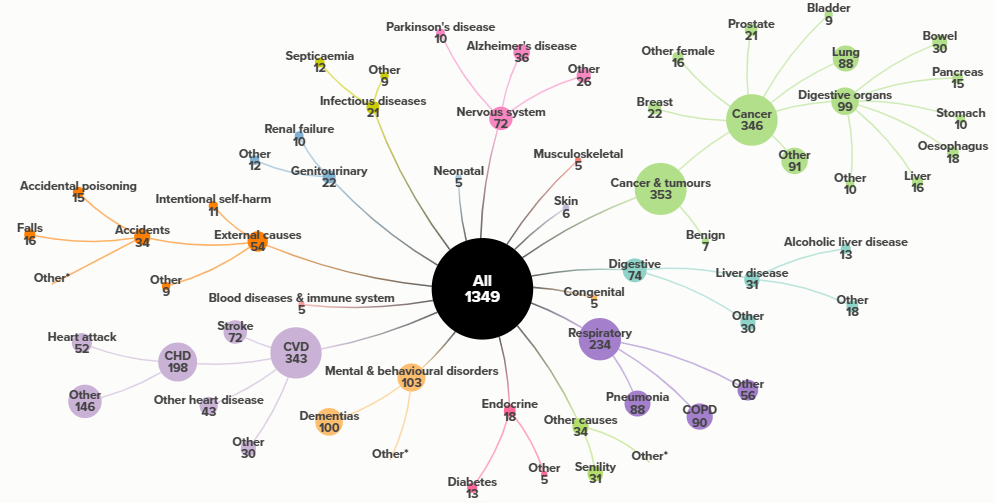 Bladder
9
Prostate
21
Parkinson's disease
10
Alzheimer's disease
36
Other female
16
Lung
88
Bowel
30
Septicaemia
12
Other
9
Other
26
Pancreas
15
Infectious diseases
21
Nervous system
72
Breast
22
Cancer
346
Digestive organs
99
Stomach
10
Renal failure
10
Oesophagus
18
Other
12
Genitourinary
22
Neonatal
5
Musculoskeletal
5
Other
91
Other
10
Liver
16
Cancer & tumours
353
Accidental poisoning
15
Intentional self-harm
11
Skin
6
Falls
16
Accidents
34
External causes
54
Benign
7
Alcoholic liver disease
13
Other*
Other
9
All
1349
Digestive
74
Liver disease
31
Blood diseases & immune system
5
Congenital
5
Other
18
Other
30
Heart attack
52
Stroke
72
CVD
343
Respiratory
234
CHD
198
Mental & behavioural disorders
103
Other
146
Other heart disease
43
Other
56
Pneumonia
88
COPD
90
Endocrine
18
Dementias
100
Other causes
34
Other
30
Other*
Other*
Diabetes
13
Other
5
Senility
31